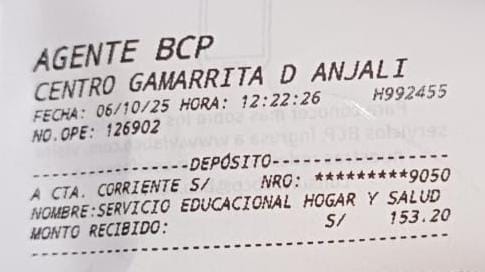 AGENTE BCP
CENTRO GAMARRITA D ANJALI
FECHA: 06/10/25 HORA: 12:22:26 H992455
NO.OPE: 126902
-----------------DEPÓSITO-----------------
A CTA. CORRIENTE S/ NRO: *********9050
NOMBRE:SERVICIO EDUCACIONAL HOGAR Y SALUD
MONTO RECIBIDO: S/ 153.20